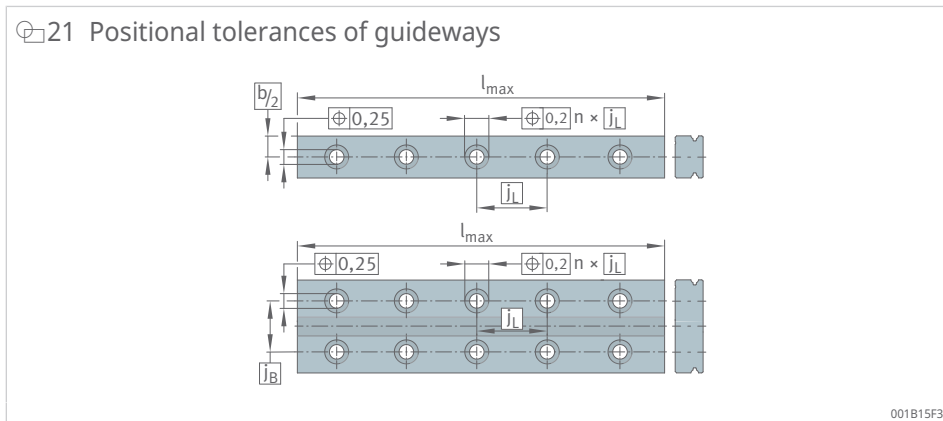 21 Positional tolerances of guideways
l_max
b/2
⌖ 0,25
⌖ 0,2 n × j_L
j_L
l_max
⌖ 0,25
⌖ 0,2 n × j_L
j_L
j_B
001B15F3